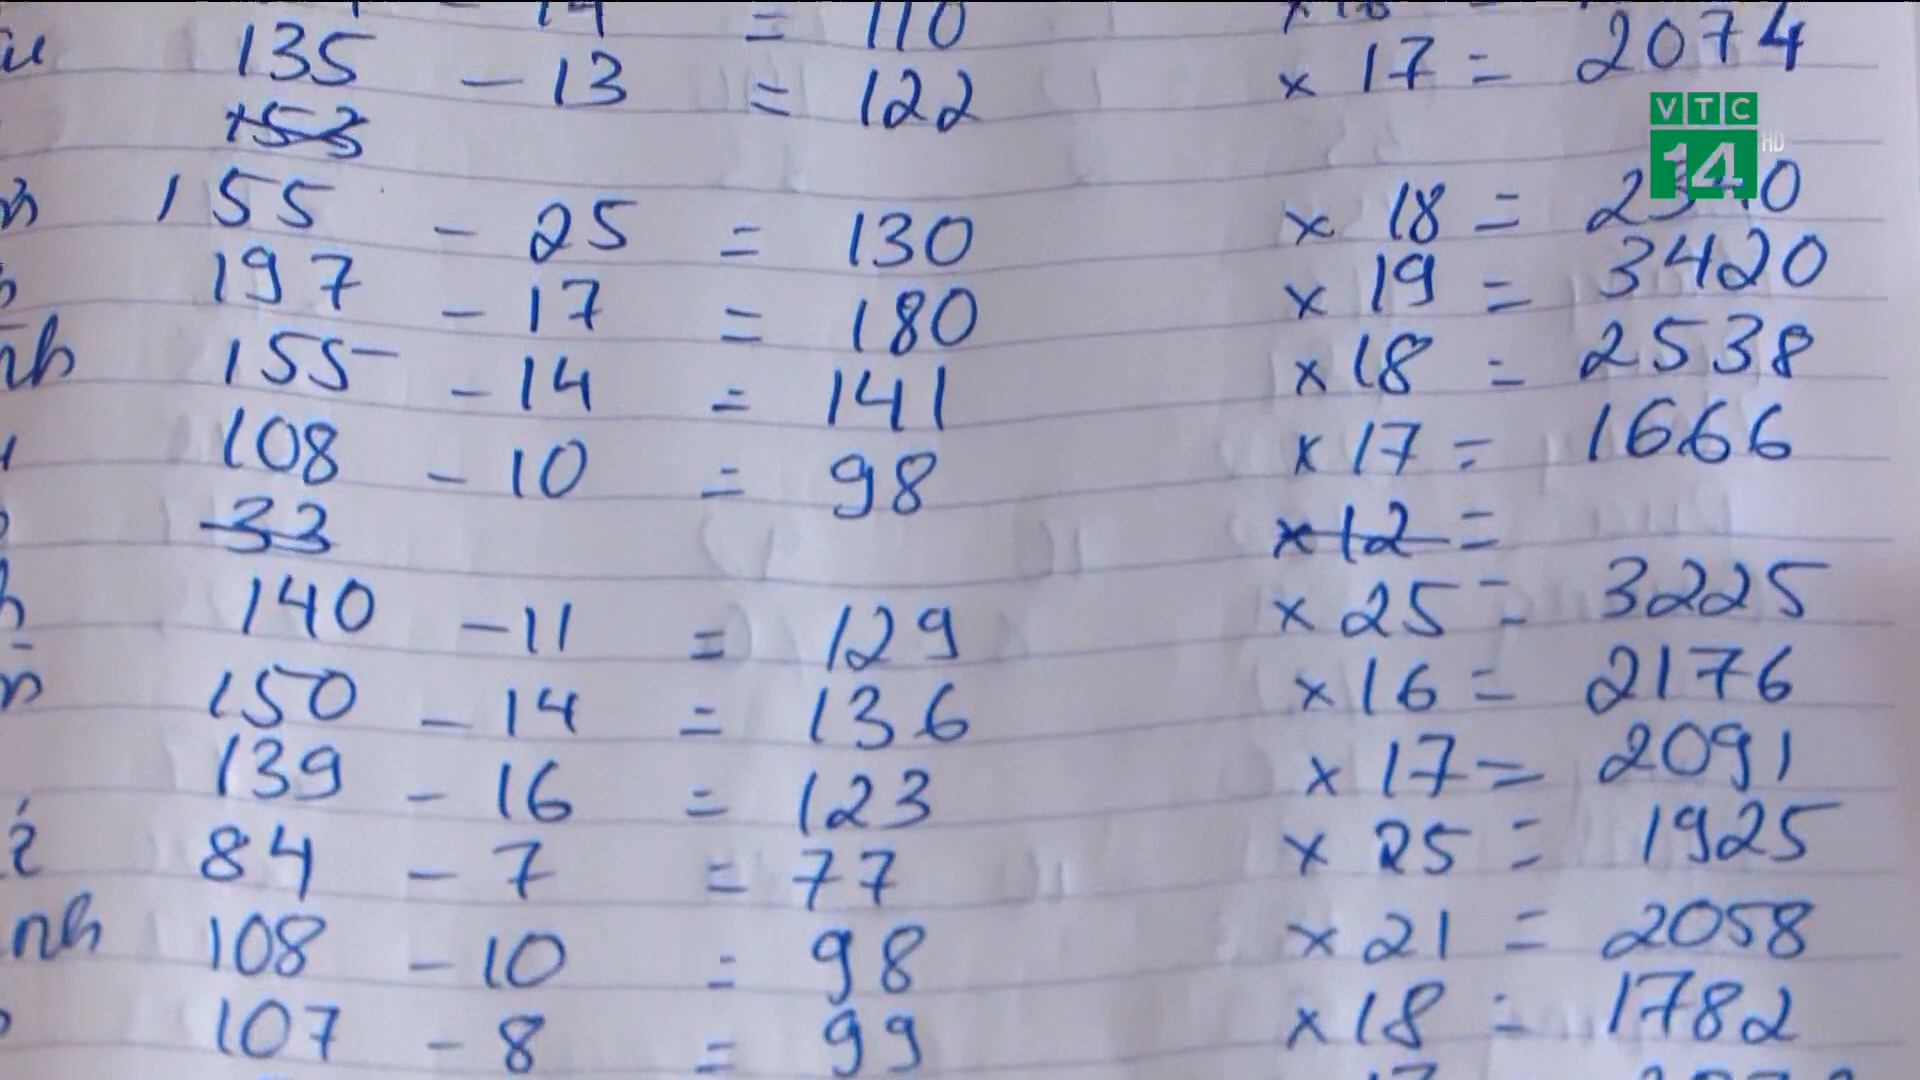 = 110
135 - 13 = 122 x 17 = 2074
153
VTC
14 HD
155 - 25 = 130 x 18 = 2340
197 - 17 = 180 x 19 = 3420
155 - 14 = 141 x 18 = 2538
108 - 10 = 98 x 17 = 1666
33 x 12 =
140 - 11 = 129 x 25 = 3225
150 - 14 = 136 x 16 = 2176
139 - 16 = 123 x 17 = 2091
84 - 7 = 77 x 25 = 1925
nh 108 - 10 = 98 x 21 = 2058
107 - 8 = 99 x 18 = 1782